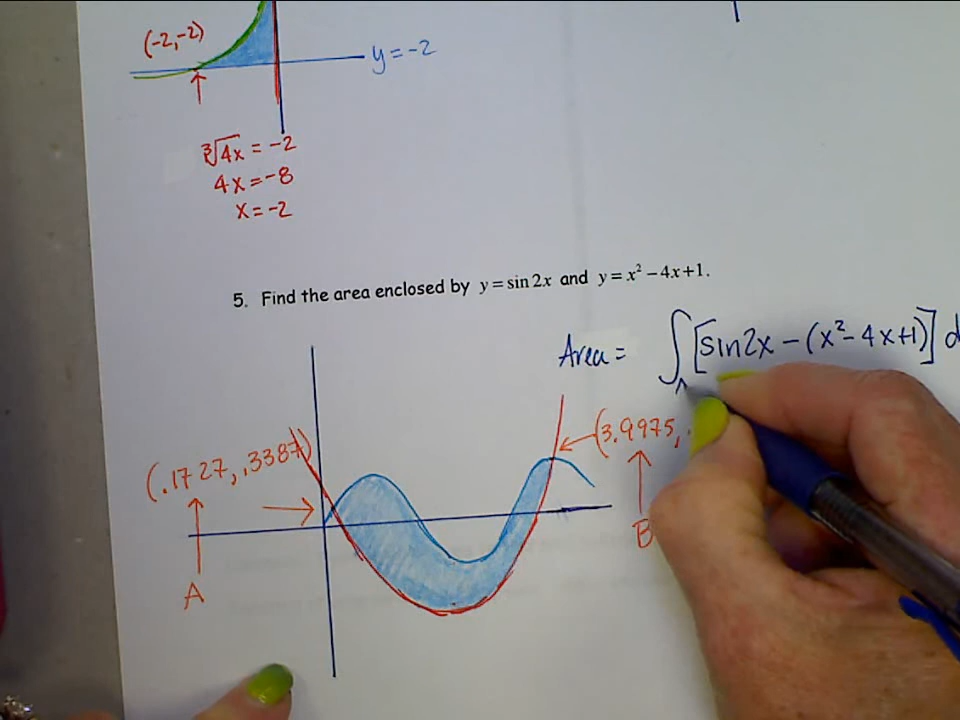 (-2,-2)
y=-2
∛4x = -2
4x=-8
x=-2
5. Find the area enclosed by y = sin 2x and y = x² – 4x+1.
Area = ∫ [sin2x - (x²- 4x+1)] d
(.1727, .3387)
(3.9975, .
A
B